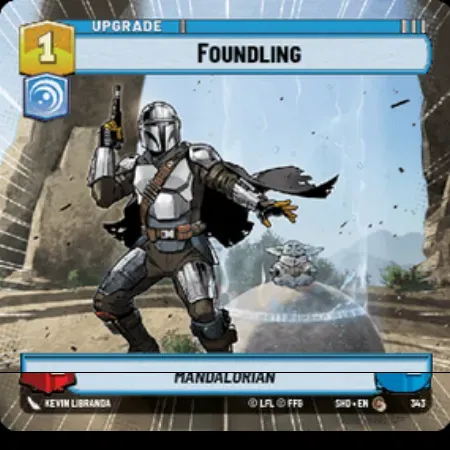 UPGRADE
1
FOUNDLING
MANDALORIAN
KEVIN LIBRANDA
© LFL ℗ FFG
SHD • EN
343